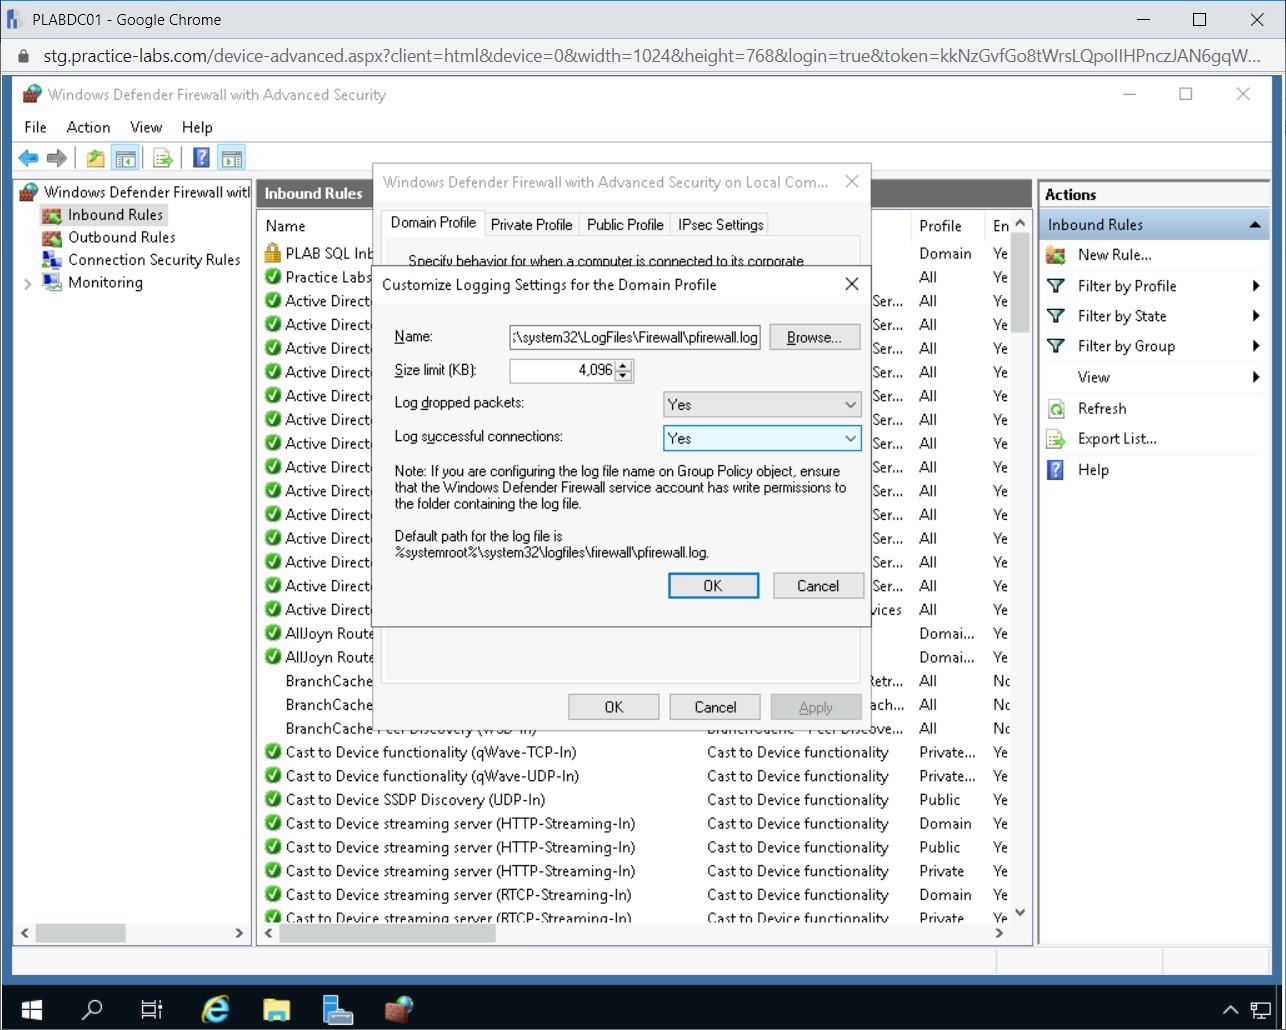 PLABDC01 - Google Chrome
stg.practice-labs.com/device-advanced.aspx?client=html&device=0&width=1024&height=768&login=true&token=kkNzGvfGo8tWrsLQpoIIHPnczJAN6gqW...
Windows Defender Firewall with Advanced Security
File Action View Help
Windows Defender Firewall wit
Inbound Rules
Outbound Rules
Connection Security Rules
Monitoring
Inbound Rules
Name Profile En
PLAB SQL Inb Domain Ye
Practice Labs All Ye
Active Direct Ser... All Ye
Active Direct Ser... All Ye
Active Direct Ser... All Ye
Active Direct Ser... All Ye
Active Direct Ser... All Ye
Active Direct Ser... All Ye
Active Direct Ser... All Ye
Active Direct Ser... All Ye
Active Direct Ser... All Ye
Active Direct Ser... All Ye
Active Direct Ser... All Ye
Active Direct Ser... All Ye
Active Direct Ser... All Ye
Active Direct vices All Ye
AllJoyn Route Domai... Ye
AllJoyn Route Domai... Ye
BranchCache Retr... All No
BranchCache ach... All No
BranchCache Peer Discovery (WSD-In) BranchCache - Peer Discove... All No
Cast to Device functionality (qWave-TCP-In) Cast to Device functionality Private... Ye
Cast to Device functionality (qWave-UDP-In) Cast to Device functionality Private... Ye
Cast to Device SSDP Discovery (UDP-In) Cast to Device functionality Public Ye
Cast to Device streaming server (HTTP-Streaming-In) Cast to Device functionality Domain Ye
Cast to Device streaming server (HTTP-Streaming-In) Cast to Device functionality Public Ye
Cast to Device streaming server (HTTP-Streaming-In) Cast to Device functionality Private Ye
Cast to Device streaming server (RTCP-Streaming-In) Cast to Device functionality Domain Ye
Cast to Device streaming server (RTCP-Streaming-In) Cast to Device functionality Private Ye
Windows Defender Firewall with Advanced Security on Local Com...
Domain Profile Private Profile Public Profile IPsec Settings
Specify behavior for when a computer is connected to its corporate
Customize Logging Settings for the Domain Profile
Name: :\system32\LogFiles\Firewall\pfirewall.log Browse...
Size limit (KB): 4,096
Log dropped packets: Yes
Log successful connections: Yes
Note: If you are configuring the log file name on Group Policy object, ensure
that the Windows Defender Firewall service account has write permissions to
the folder containing the log file.
Default path for the log file is
%systemroot%\system32\logfiles\firewall\pfirewall.log.
OK Cancel
OK Cancel Apply
Actions
Inbound Rules
New Rule...
Filter by Profile
Filter by State
Filter by Group
View
Refresh
Export List...
Help